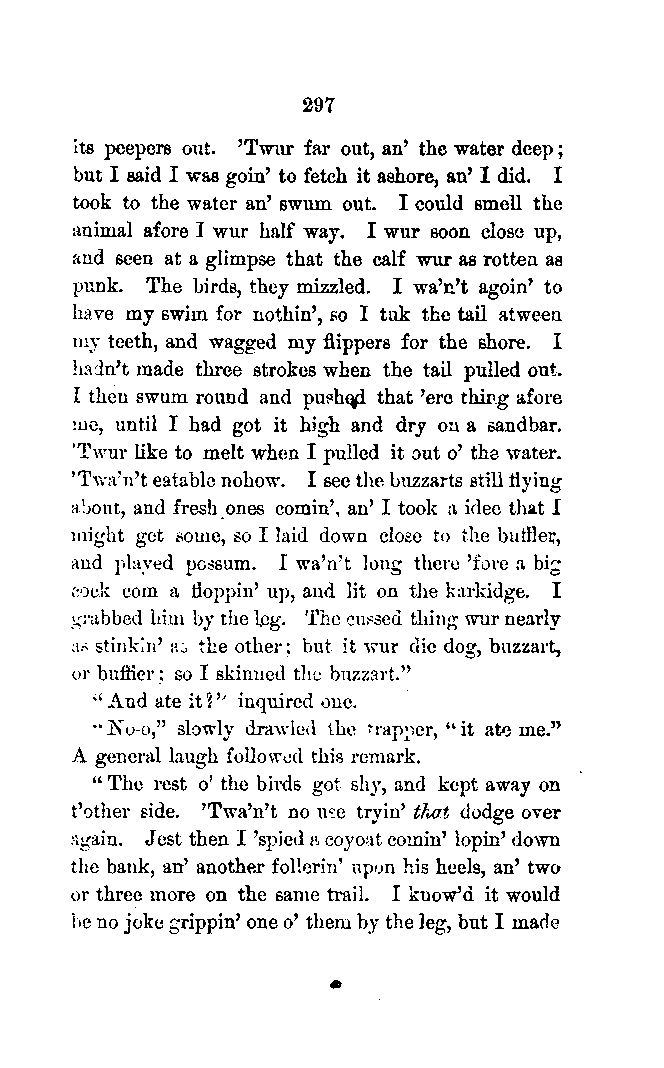 297
its peepers out. 'Twur far out, an' the water deep;
but I said I was goin' to fetch it ashore, an' I did. I
took to the water an' swum out. I could smell the
animal afore I wur half way. I wur soon close up,
and seen at a glimpse that the calf wur as rotten as
punk. The birds, they mizzled. I wa'n't agoin' to
have my swim for nothin', so I tuk the tail atween
my teeth, and wagged my flippers for the shore. I
hadn't made three strokes when the tail pulled out.
I then swum round and pushed that 'ere thing afore
me, until I had got it high and dry on a sandbar.
'Twur like to melt when I pulled it out o' the water.
'Twa'n't eatable nohow. I see the buzzarts still flying
about, and fresh ones comin', an' I took a idee that I
might get some, so I laid down close to the buffler,
and played possum. I wa'n't long there 'fore a big
cock com a floppin' up, and lit on the karkidge. I
grabbed him by the leg. The cussed thing wur nearly
as stinkin' as the other; but it wur die dog, buzzart,
or buffier; so I skinned the buzzart."
"And ate it?" inquired one.
"No-o," slowly drawled the trapper, "it ate me."
A general laugh followed this remark.
"The rest o' the birds got shy, and kept away on
t'other side. 'Twa'n't no use tryin' that dodge over
again. Jest then I 'spied a coyoat comin' lopin' down
the bank, an' another follerin' upon his heels, an' two
or three more on the same trail. I know'd it would
be no joke grippin' one o' them by the leg, but I made